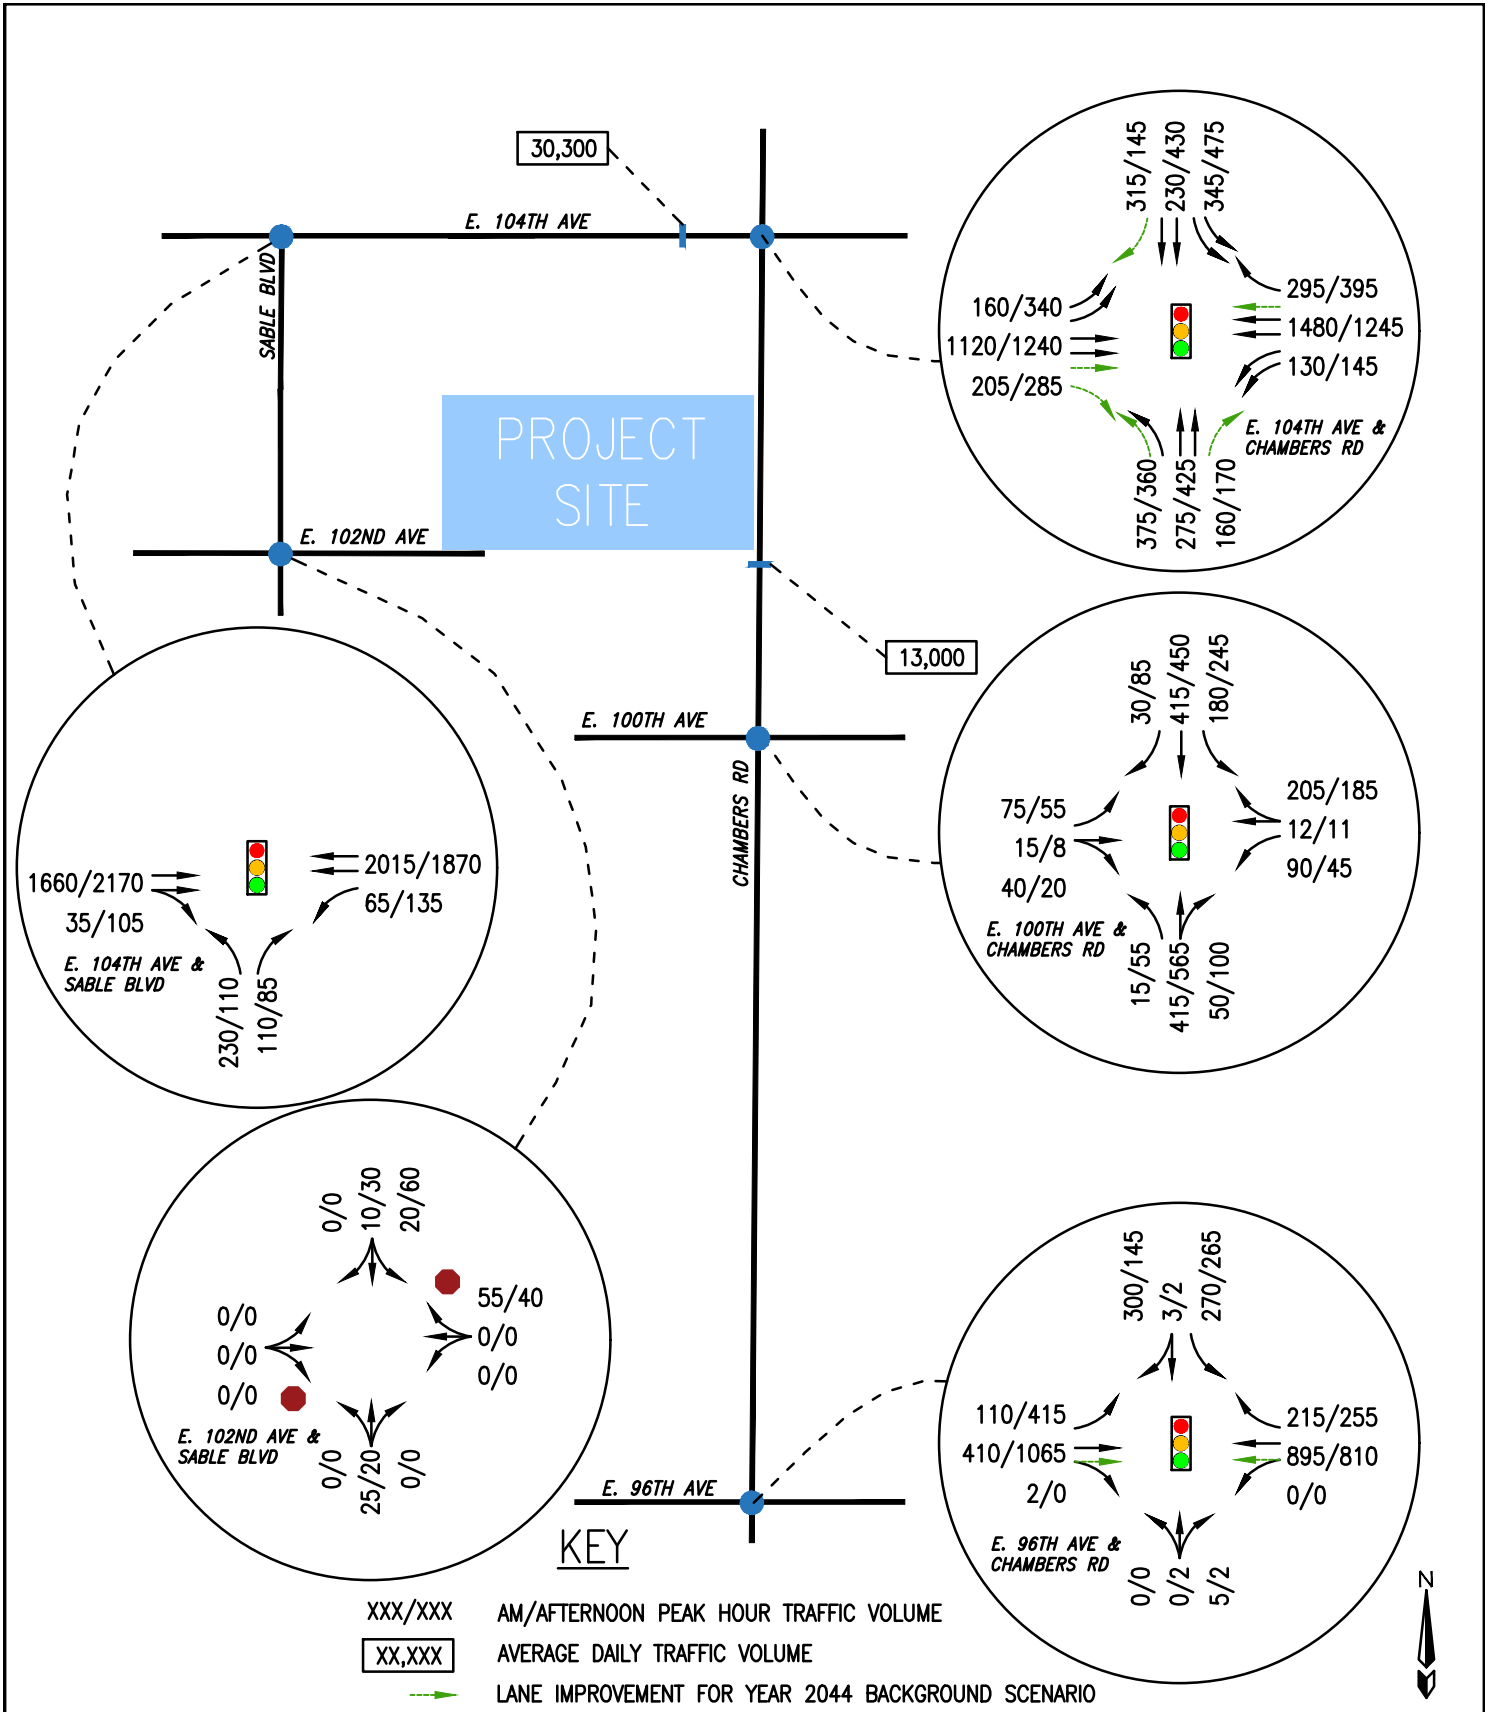 30,300
E. 104TH AVE
SABLE BLVD
PROJECT
SITE
E. 102ND AVE
13,000
E. 100TH AVE
CHAMBERS RD
E. 96TH AVE
315/145
230/430
345/475
160/340
1120/1240
205/285
295/395
1480/1245
130/145
E. 104TH AVE &
CHAMBERS RD
375/360
275/425
160/170
30/85
415/450
180/245
75/55
15/8
40/20
205/185
12/11
90/45
E. 100TH AVE &
CHAMBERS RD
15/55
415/565
50/100
1660/2170
35/105
2015/1870
65/135
E. 104TH AVE &
SABLE BLVD
230/110
110/85
0/0
10/30
20/60
0/0
0/0
0/0
55/40
0/0
0/0
E. 102ND AVE &
SABLE BLVD
0/0
25/20
0/0
300/145
3/2
270/265
110/415
410/1065
2/0
215/255
895/810
0/0
E. 96TH AVE &
CHAMBERS RD
0/0
0/2
5/2
KEY
XXX/XXX AM/AFTERNOON PEAK HOUR TRAFFIC VOLUME
XX,XXX AVERAGE DAILY TRAFFIC VOLUME
LANE IMPROVEMENT FOR YEAR 2044 BACKGROUND SCENARIO
N